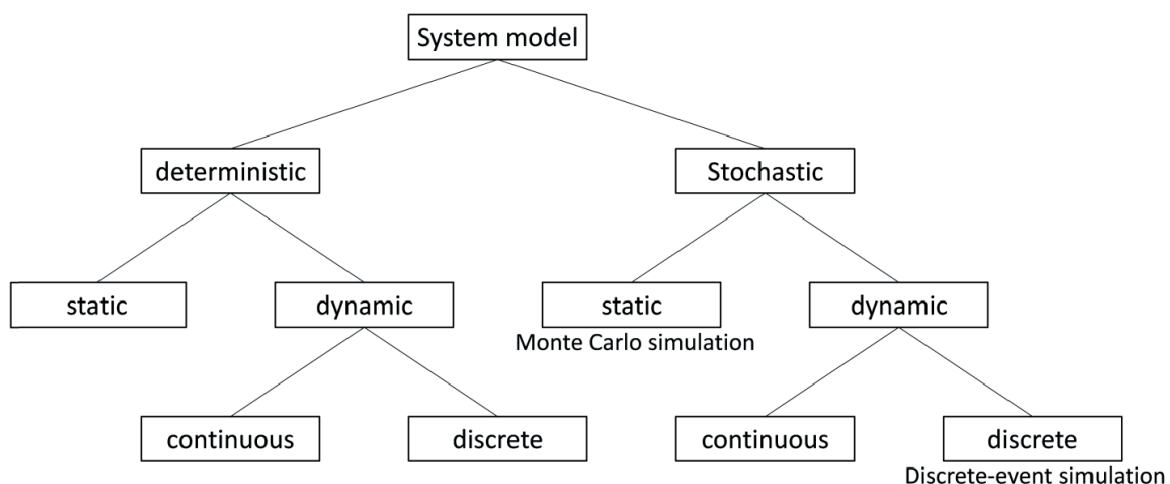 System model
deterministic
Stochastic
static
dynamic
static
dynamic
Monte Carlo simulation
continuous
discrete
continuous
discrete
Discrete-event simulation